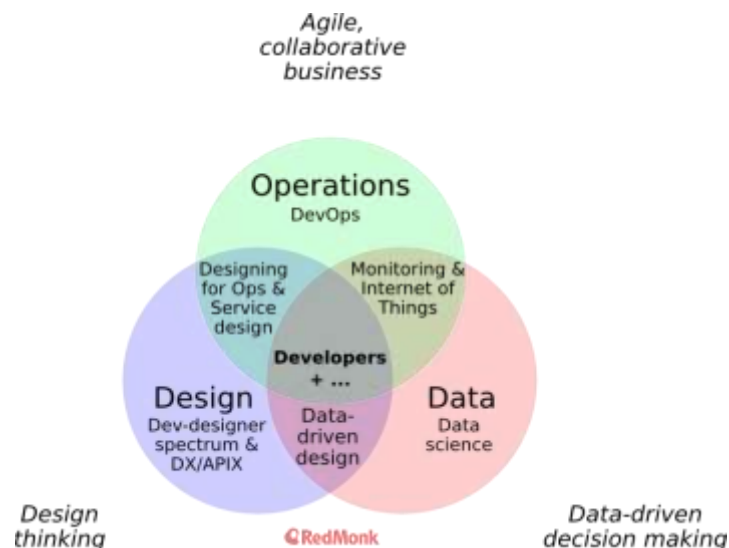 Agile,
collaborative
business
Operations
DevOps
Designing
for Ops &
Service
design
Monitoring &
Internet of
Things
Developers
+ ...
Design
Dev-designer
spectrum &
DX/APIX
Data-
driven
design
Data
Data
science
Design
thinking
RedMonk
Data-driven
decision making